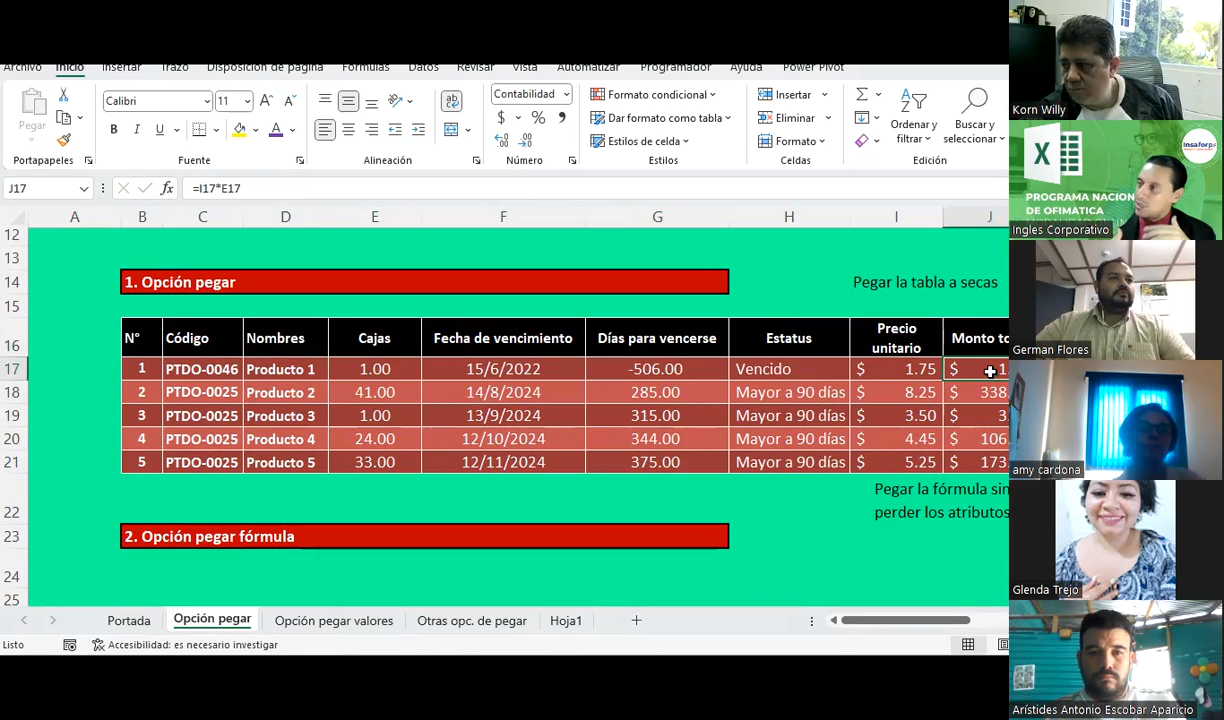 Archivo Inicio Insertar Trazo Disposición de página Fórmulas Datos Revisar Vista Automatizar Programador Ayuda Power Pivot
Pegar
Portapapeles
Calibri 11
N K S
Fuente
Alineación
Contabilidad
$ % ,
Número
Formato condicional
Dar formato como tabla
Estilos de celda
Estilos
Insertar
Eliminar
Formato
Celdas
Ordenar y
filtrar
Buscar y
seleccionar
Edición
J17 fx =I17*E17
A B C D E F G H I J
12
13
14 1. Opción pegar Pegar la tabla a secas
15
16 N° Código Nombres Cajas Fecha de vencimiento Días para vencerse Estatus Precio unitario Monto to
17 1 PTDO-0046 Producto 1 1.00 15/6/2022 -506.00 Vencido $ 1.75 $ 1
18 2 PTDO-0025 Producto 2 41.00 14/8/2024 285.00 Mayor a 90 días $ 8.25 $ 338
19 3 PTDO-0025 Producto 3 1.00 13/9/2024 315.00 Mayor a 90 días $ 3.50 $ 3
20 4 PTDO-0025 Producto 4 24.00 12/10/2024 344.00 Mayor a 90 días $ 4.45 $ 106
21 5 PTDO-0025 Producto 5 33.00 12/11/2024 375.00 Mayor a 90 días $ 5.25 $ 173
22 Pegar la fórmula sin
perder los atributos
23 2. Opción pegar fórmula
24
25
Portada Opción pegar Opción pegar valores Otras opc. de pegar Hoja1
Listo Accesibilidad: es necesario investigar
Korn Willy
X
insaforp
PROGRAMA NACION
DE OFIMATICA
Ingles Corporativo
German Flores
amy cardona
Glenda Trejo
Arístides Antonio Escobar Aparicio